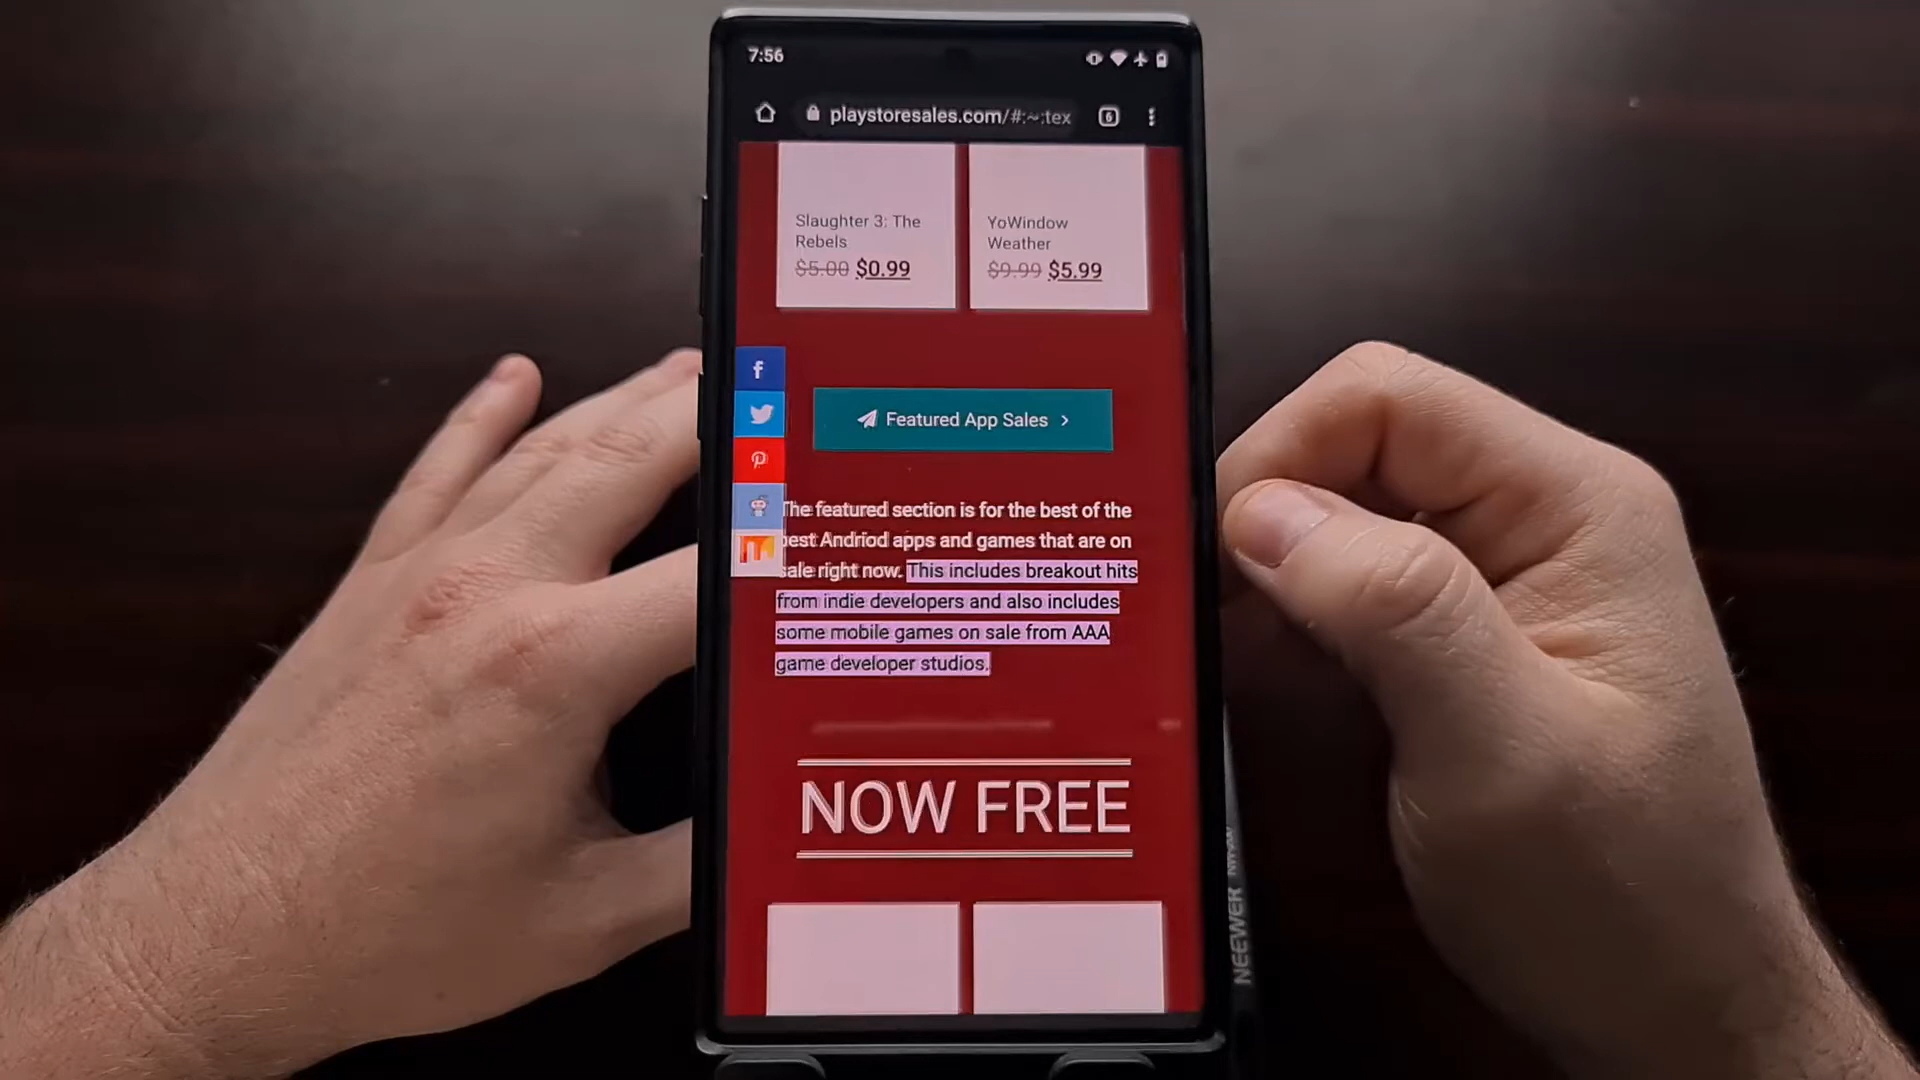 7:56
playstoresales.com/#:~:tex
6
Slaughter 3: The
Rebels
$5.00 $0.99
YoWindow
Weather
$9.99 $5.99
Featured App Sales >
The featured section is for the best of the
best Andriod apps and games that are on
sale right now. This includes breakout hits
from indie developers and also includes
some mobile games on sale from AAA
game developer studios.
NOW FREE
NEEWER